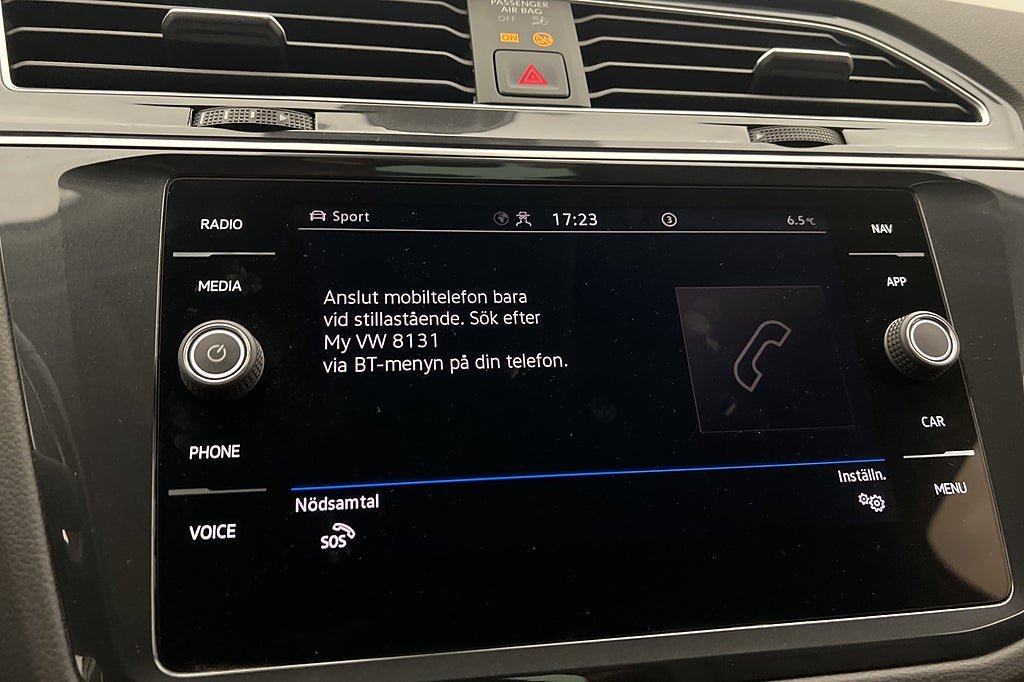 PASSENGER
AIR BAG
OFF
ON
RADIO
MEDIA
PHONE
VOICE
Sport
17:23
3
6.5°C
Anslut mobiltelefon bara
vid stillastående. Sök efter
My VW 8131
via BT-menyn på din telefon.
Nödsamtal
SOS
Inställn.
NAV
APP
CAR
MENU